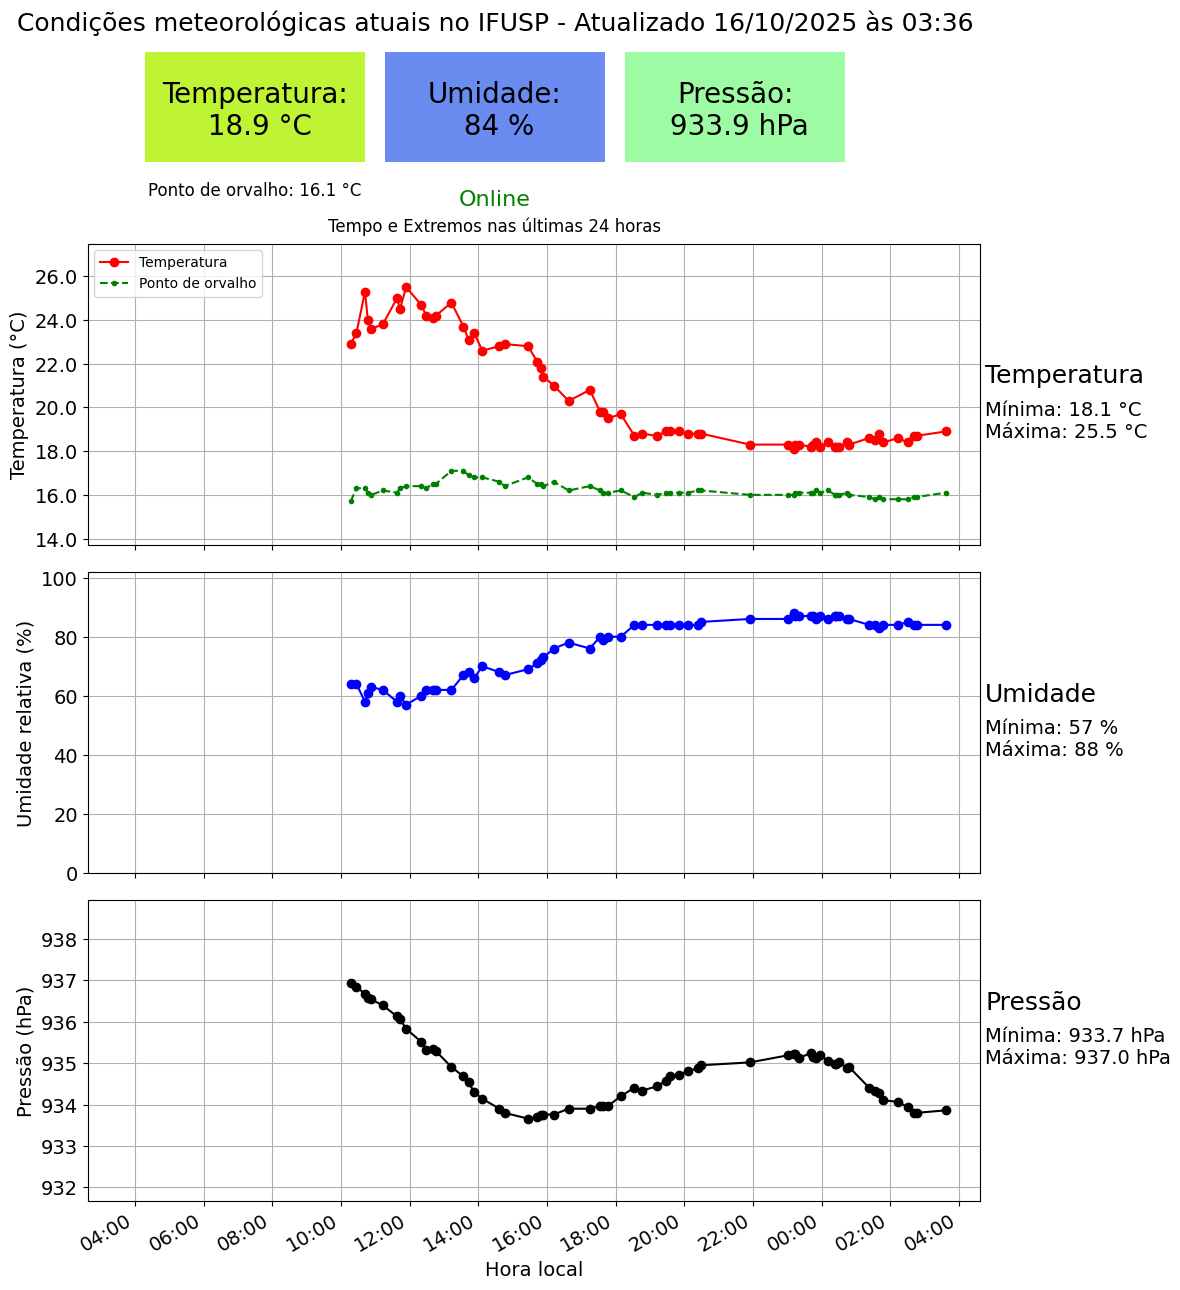 Condições meteorológicas atuais no IFUSP - Atualizado 16/10/2025 às 03:36
Temperatura:
18.9 °C
Umidade:
84 %
Pressão:
933.9 hPa
Ponto de orvalho: 16.1 °C
Online
Tempo e Extremos nas últimas 24 horas
Temperatura
Ponto de orvalho
Temperatura (°C)
26.0
24.0
22.0
20.0
18.0
16.0
14.0
Temperatura
Mínima: 18.1 °C
Máxima: 25.5 °C
Umidade relativa (%)
100
80
60
40
20
0
Umidade
Mínima: 57 %
Máxima: 88 %
Pressão (hPa)
938
937
936
935
934
933
932
Pressão
Mínima: 933.7 hPa
Máxima: 937.0 hPa
04:00 06:00 08:00 10:00 12:00 14:00 16:00 18:00 20:00 22:00 00:00 02:00 04:00
Hora local